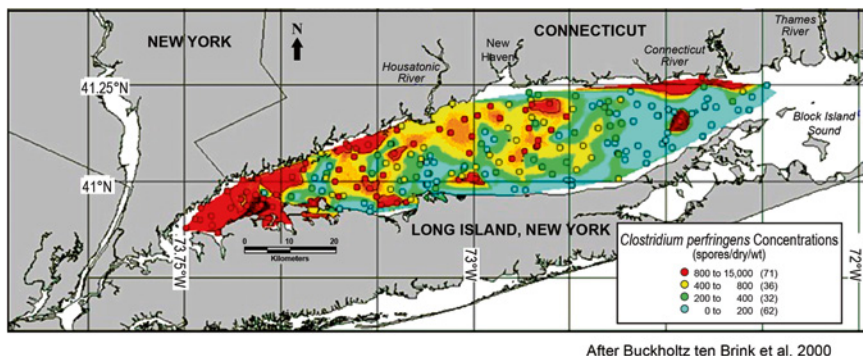 NEW YORK
N
CONNECTICUT
Housatonic
River
New
Haven
Connecticut
River
Thames
River
41.25°N
Block Island
Sound
41°N
LONG ISLAND, NEW YORK
0 10 20
Kilometers
73.75°W
73°W
72°W
Clostridium perfringens Concentrations
(spores/dry/wt)
800 to 15,000 (71)
400 to 800 (36)
200 to 400 (32)
0 to 200 (62)
After Buckholtz ten Brink et al. 2000